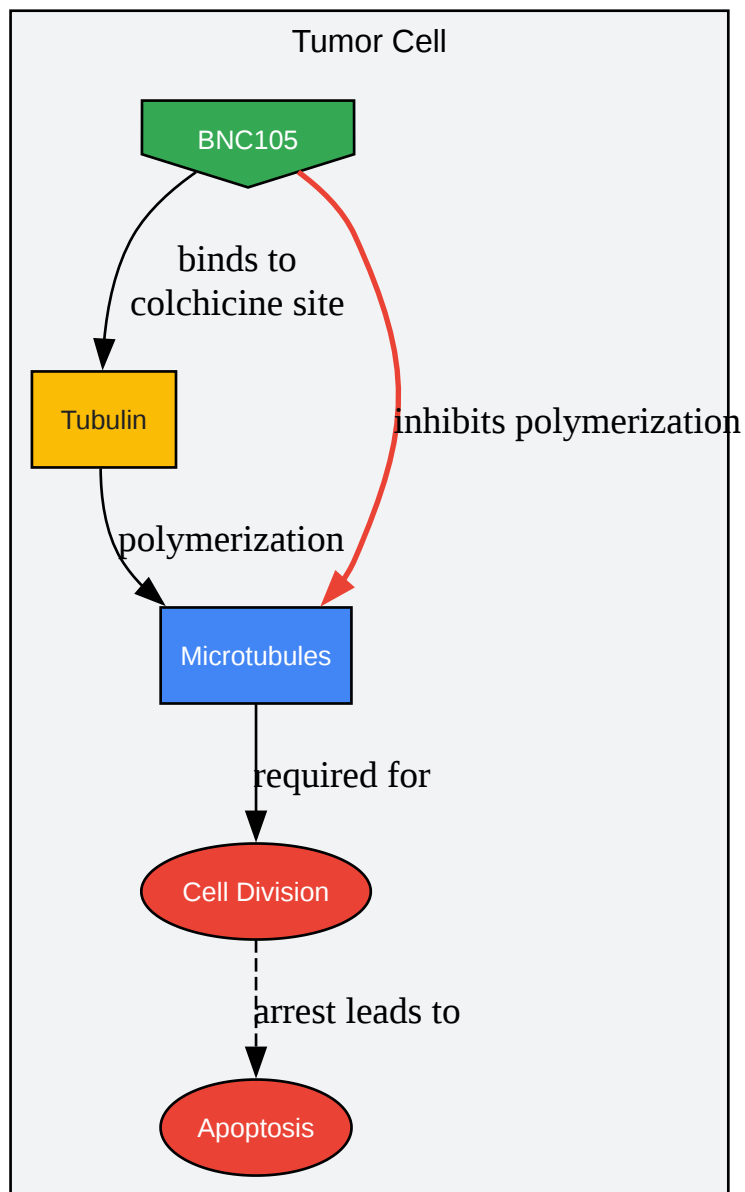 Tumor Cell
BNC105
binds to
colchicine site
Tubulin
inhibits polymerization
polymerization
Microtubules
required for
Cell Division
arrest leads to
Apoptosis